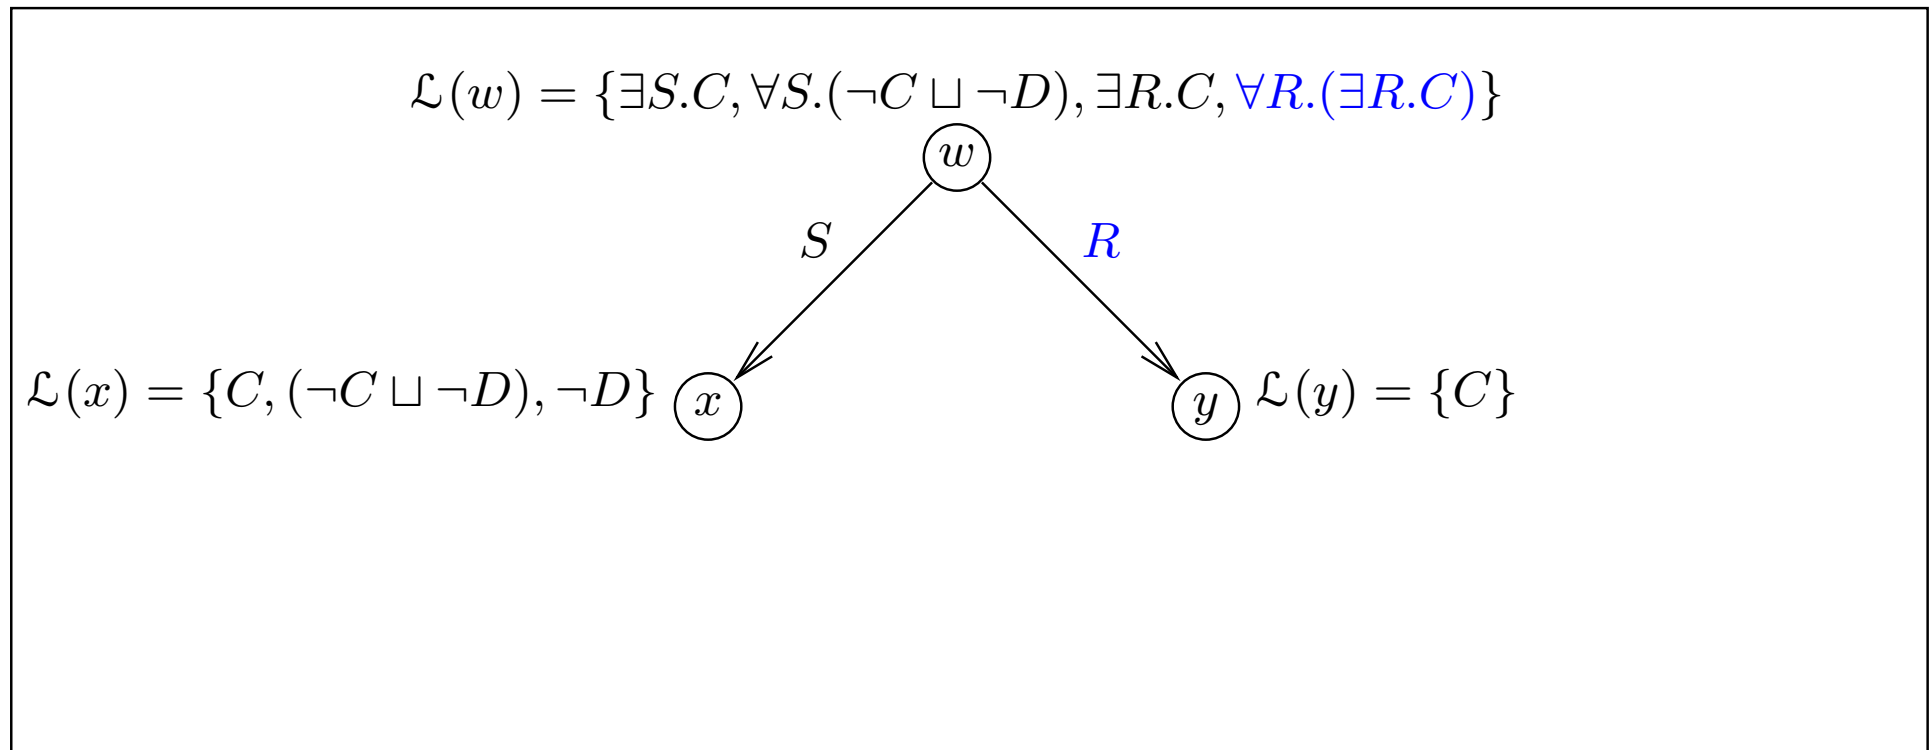 ℒ(w) = {∃S.C, ∀S.(¬C ⊔ ¬D), ∃R.C, ∀R.(∃R.C)}
w
S R
ℒ(x) = {C, (¬C ⊔ ¬D), ¬D} x y ℒ(y) = {C}